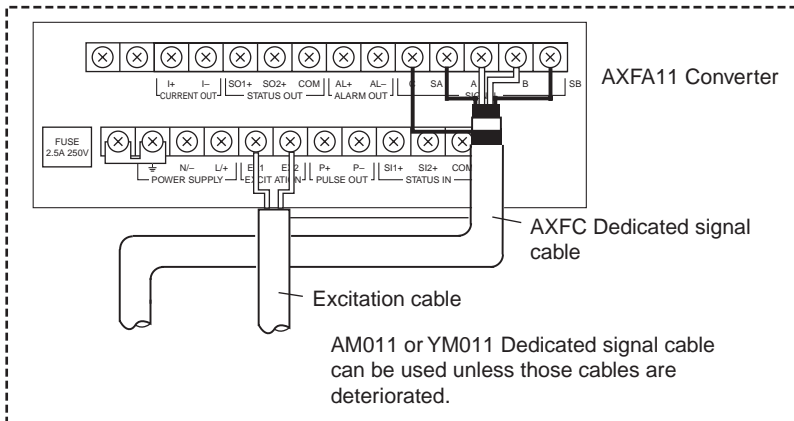 I+ I– SO1+ SO2+ COM AL+ AL– C SA A B SB
CURRENT OUT STATUS OUT ALARM OUT
AXFA11 Converter
FUSE
2.5A 250V
N/– L/+ EX1 EX2 P+ P– SI1+ SI2+ COM
POWER SUPPLY EXCITATION PULSE OUT STATUS IN
AXFC Dedicated signal
cable
Excitation cable
AM011 or YM011 Dedicated signal cable
can be used unless those cables are
deteriorated.